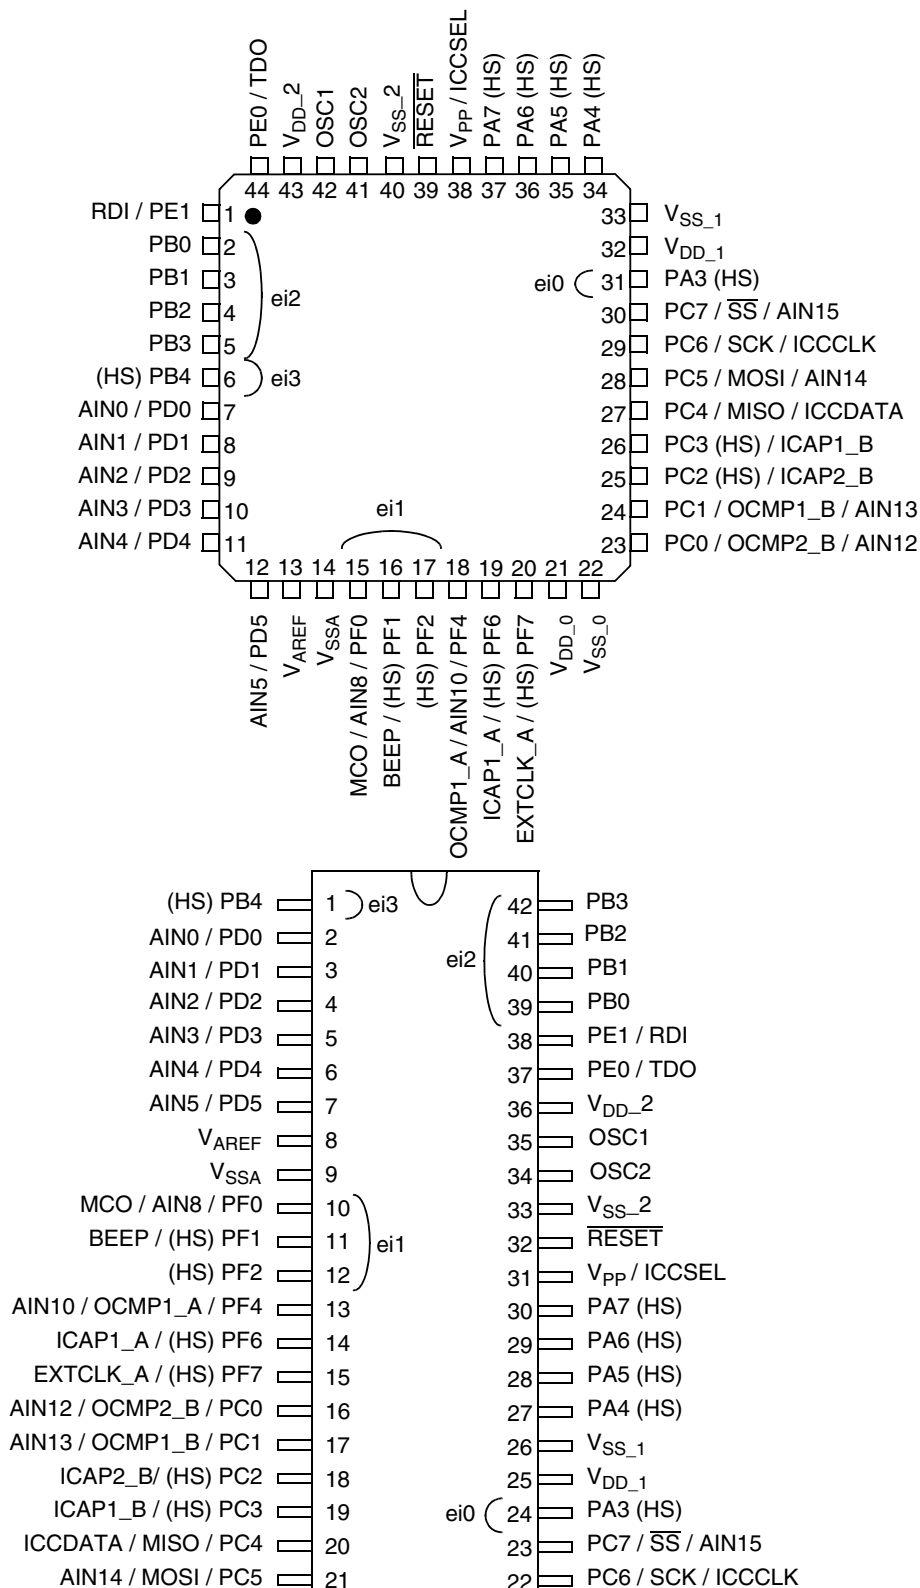 PE0 / TDO
VDD_2
OSC1
OSC2
VSS_2
RESET
VPP / ICCSEL
PA7 (HS)
PA6 (HS)
PA5 (HS)
PA4 (HS)
44 43 42 41 40 39 38 37 36 35 34
RDI / PE1 1
PB0 2
PB1 3
PB2 4
PB3 5
ei2
(HS) PB4 6 ei3
AIN0 / PD0 7
AIN1 / PD1 8
AIN2 / PD2 9
AIN3 / PD3 10
AIN4 / PD4 11
33 VSS_1
32 VDD_1
ei0 31 PA3 (HS)
30 PC7 / SS / AIN15
29 PC6 / SCK / ICCCLK
28 PC5 / MOSI / AIN14
27 PC4 / MISO / ICCDATA
26 PC3 (HS) / ICAP1_B
25 PC2 (HS) / ICAP2_B
24 PC1 / OCMP1_B / AIN13
23 PC0 / OCMP2_B / AIN12
ei1
12 13 14 15 16 17 18 19 20 21 22
AIN5 / PD5
VAREF
VSSA
MCO / AIN8 / PF0
BEEP / (HS) PF1
(HS) PF2
OCMP1_A / AIN10 / PF4
ICAP1_A / (HS) PF6
EXTCLK_A / (HS) PF7
VDD_0
VSS_0
(HS) PB4 1 ei3
AIN0 / PD0 2
AIN1 / PD1 3
AIN2 / PD2 4
AIN3 / PD3 5
AIN4 / PD4 6
AIN5 / PD5 7
VAREF 8
VSSA 9
MCO / AIN8 / PF0 10
BEEP / (HS) PF1 11 ei1
(HS) PF2 12
AIN10 / OCMP1_A / PF4 13
ICAP1_A / (HS) PF6 14
EXTCLK_A / (HS) PF7 15
AIN12 / OCMP2_B / PC0 16
AIN13 / OCMP1_B / PC1 17
ICAP2_B/ (HS) PC2 18
ICAP1_B / (HS) PC3 19
ICCDATA / MISO / PC4 20
AIN14 / MOSI / PC5 21
42 PB3
41 PB2
ei2
40 PB1
39 PB0
38 PE1 / RDI
37 PE0 / TDO
36 VDD_2
35 OSC1
34 OSC2
33 VSS_2
32 RESET
31 VPP / ICCSEL
30 PA7 (HS)
29 PA6 (HS)
28 PA5 (HS)
27 PA4 (HS)
26 VSS_1
25 VDD_1
ei0 24 PA3 (HS)
23 PC7 / SS / AIN15
22 PC6 / SCK / ICCCLK